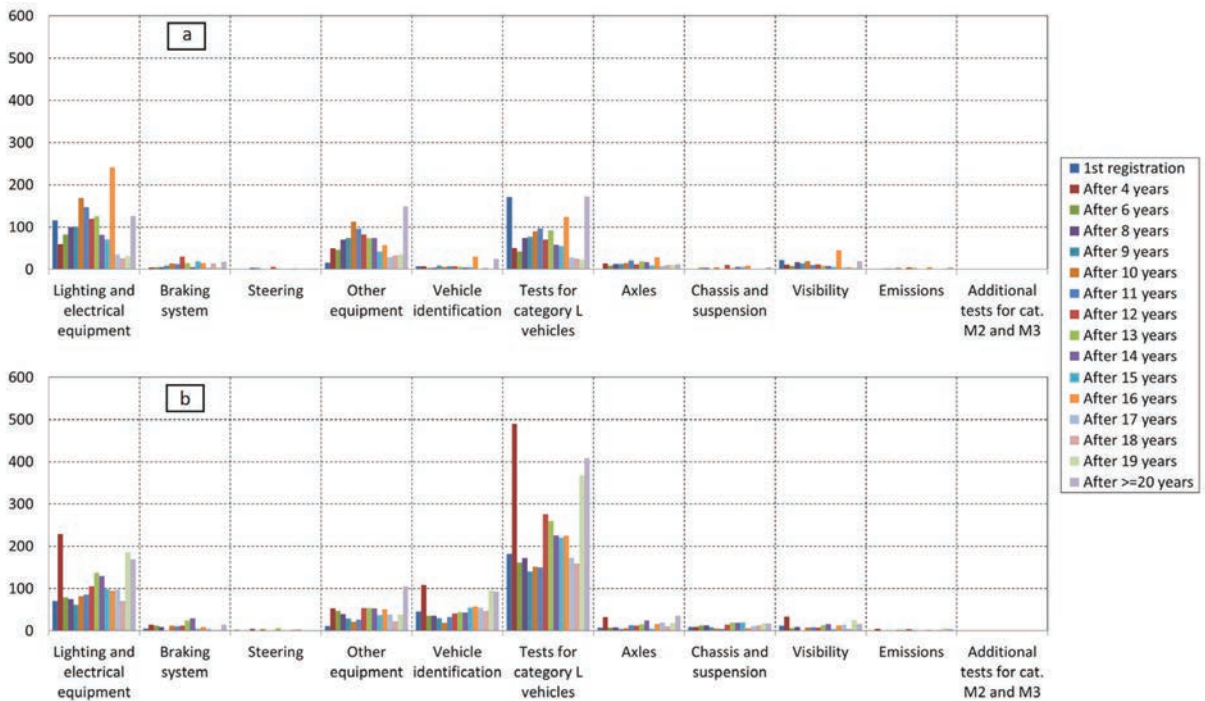 600
500
400
300
200
100
0
a
Lighting and
electrical
equipment
Braking
system
Steering
Other
equipment
Vehicle
identification
Tests for
category L
vehicles
Axles
Chassis and
suspension
Visibility
Emissions
Additional
tests for cat.
M2 and M3
600
500
400
300
200
100
0
b
Lighting and
electrical
equipment
Braking
system
Steering
Other
equipment
Vehicle
identification
Tests for
category L
vehicles
Axles
Chassis and
suspension
Visibility
Emissions
Additional
tests for cat.
M2 and M3
1st registration
After 4 years
After 6 years
After 8 years
After 9 years
After 10 years
After 11 years
After 12 years
After 13 years
After 14 years
After 15 years
After 16 years
After 17 years
After 18 years
After 19 years
After >=20 years